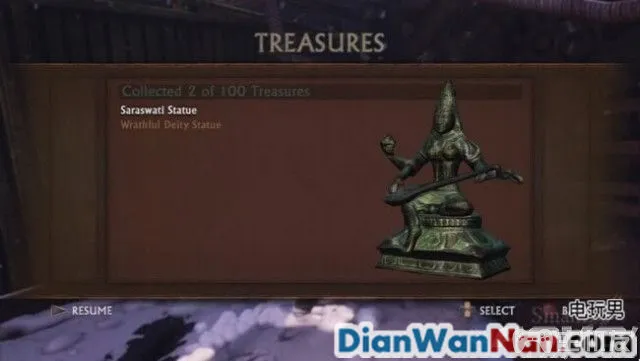 TREASURES
Collected 2 of 100 Treasures
Saraswati Statue
Wrathful Deity Statue
RESUME
SELECT
电玩男
DianWanNan.com